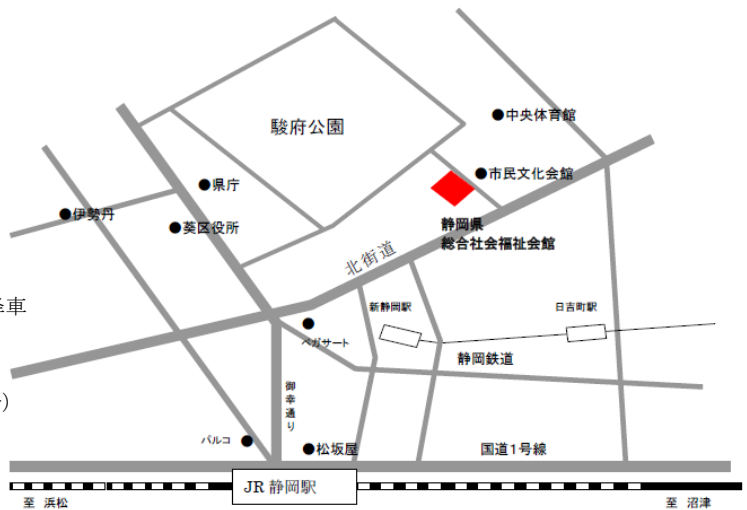 ●中央体育館
駿府公園
●市民文化会館
●県庁
●伊勢丹
●葵区役所
静岡県
総合社会福祉会館
北街道
車
新静岡駅
日吉町駅
ペガサート
静岡鉄道
御幸通り
)
パルコ ●
●松坂屋
国道1号線
JR 静岡駅
至 浜松
至 沼津